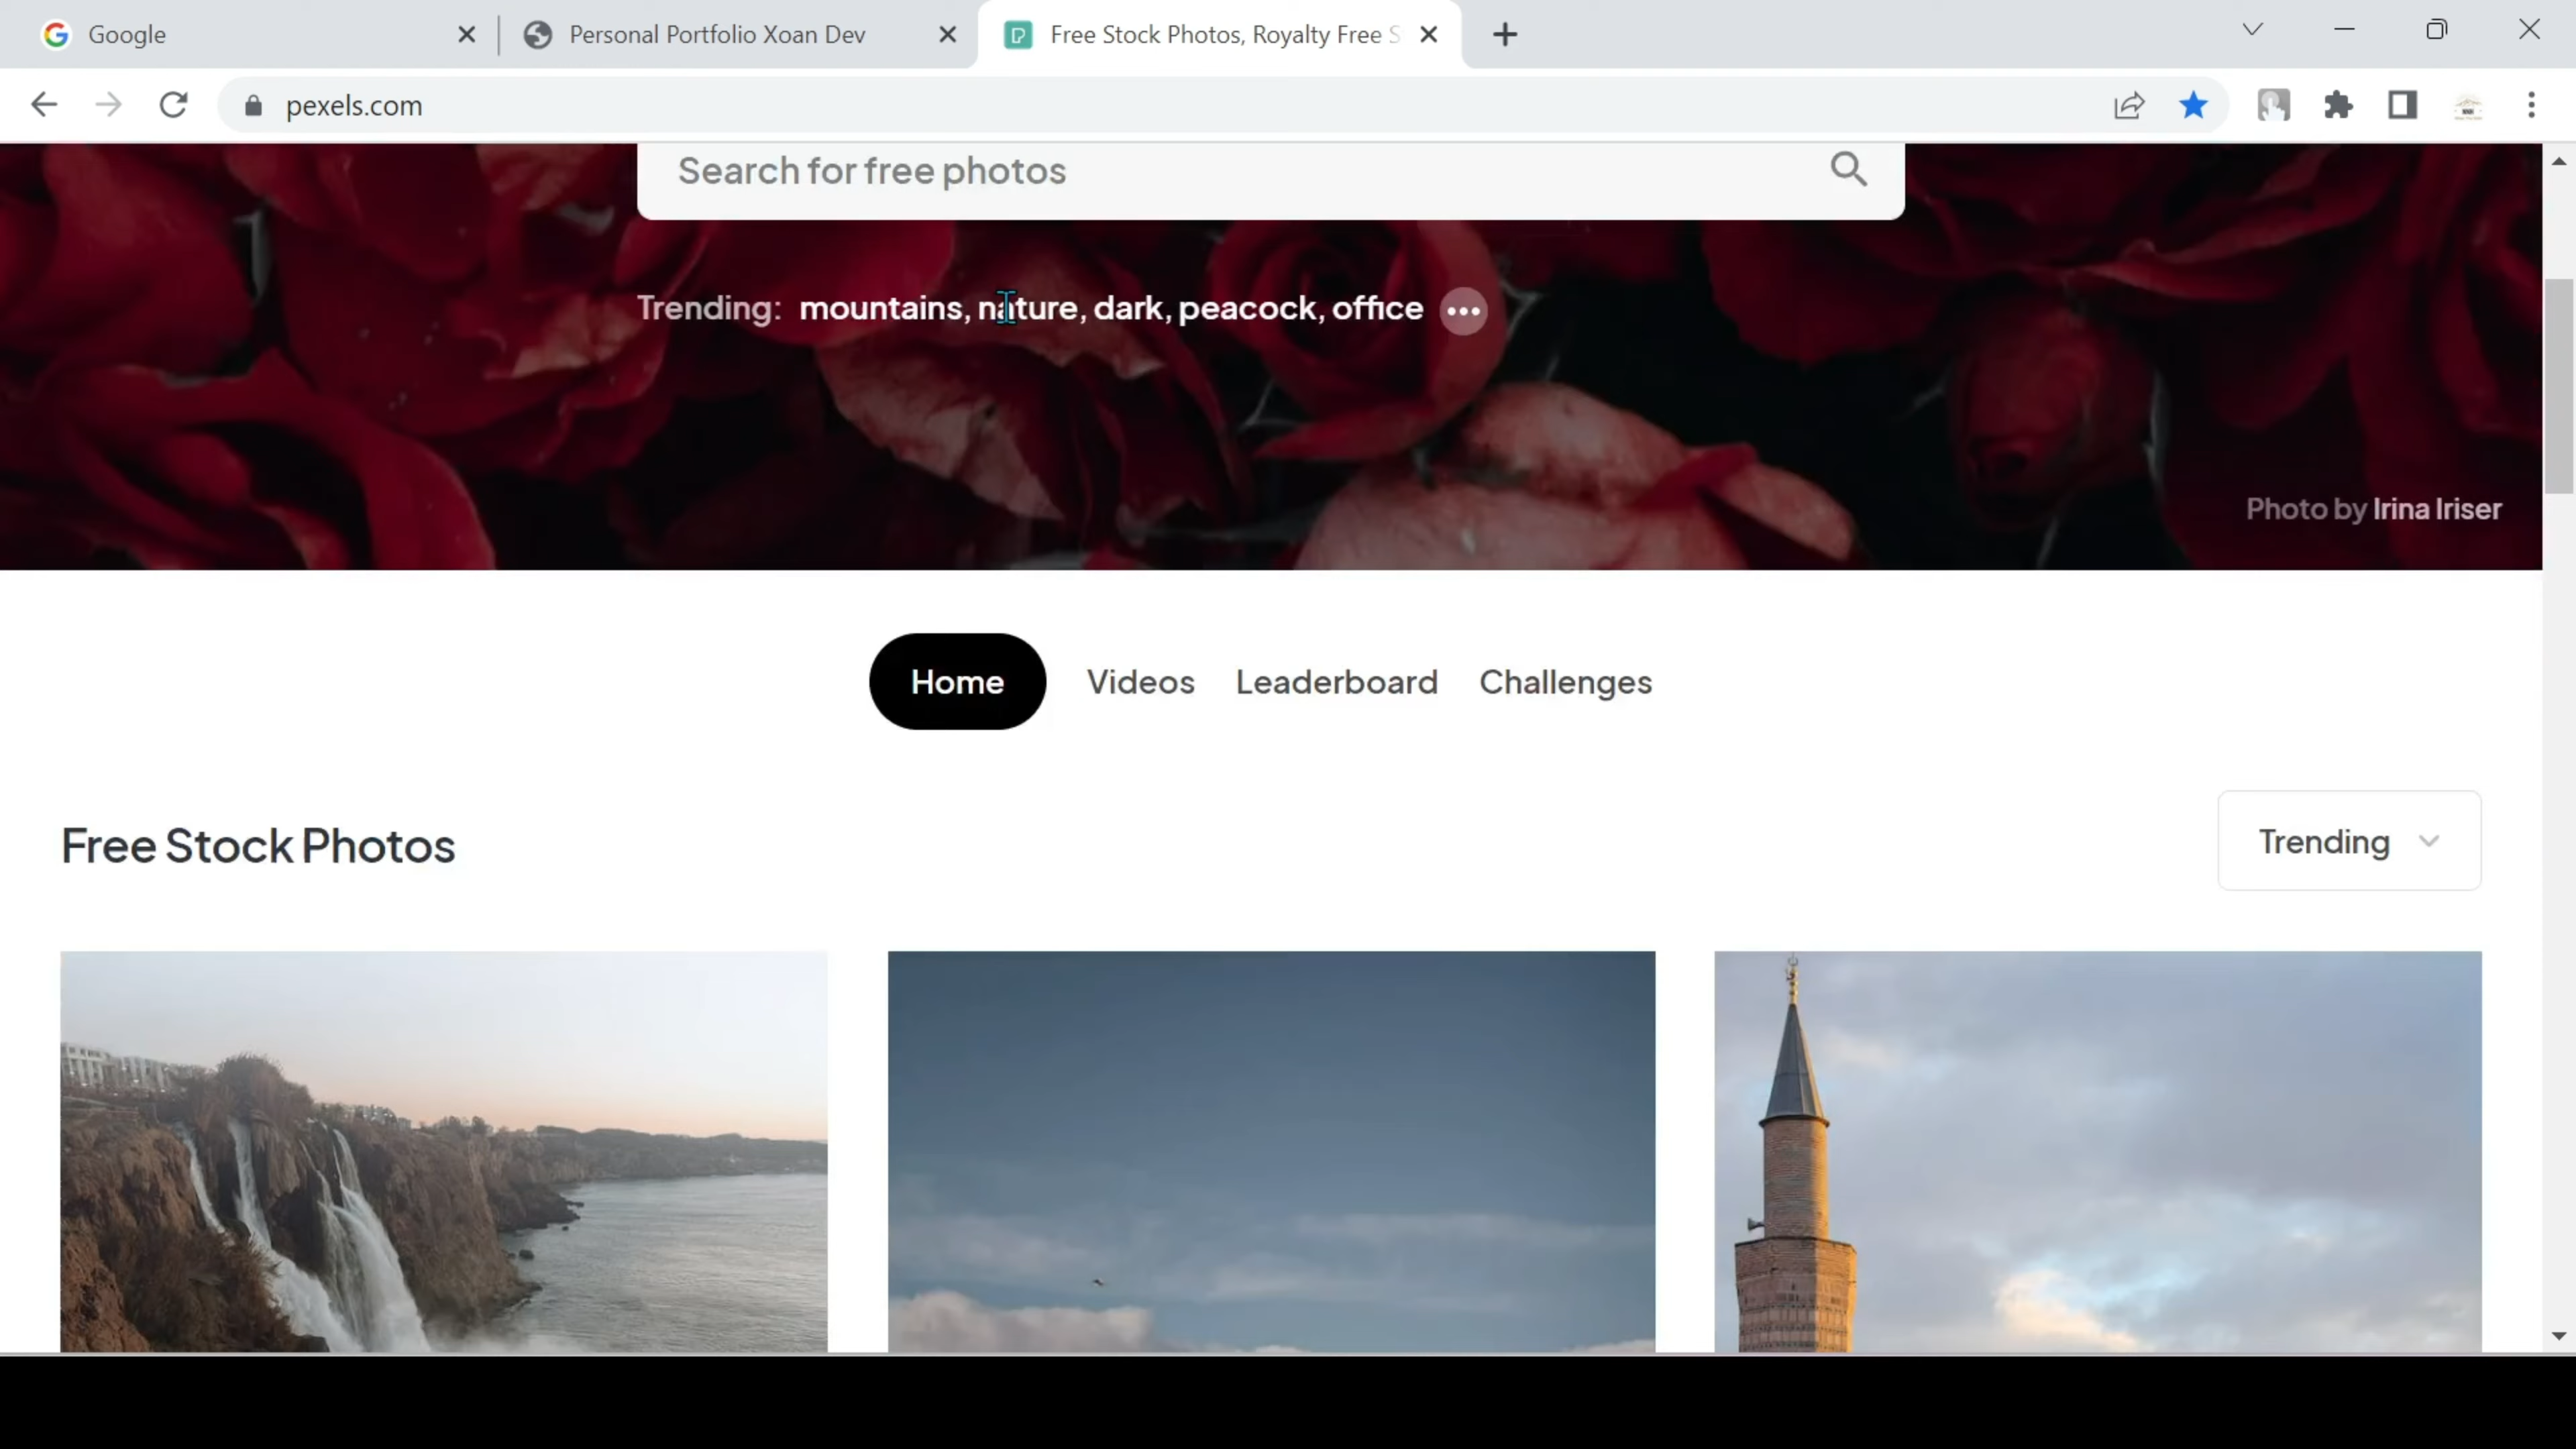 Google
Personal Portfolio Xoan Dev
Free Stock Photos, Royalty Free S
pexels.com
Search for free photos
Trending: mountains, nature, dark, peacock, office
Photo by Irina Iriser
Home Videos Leaderboard Challenges
Free Stock Photos
Trending